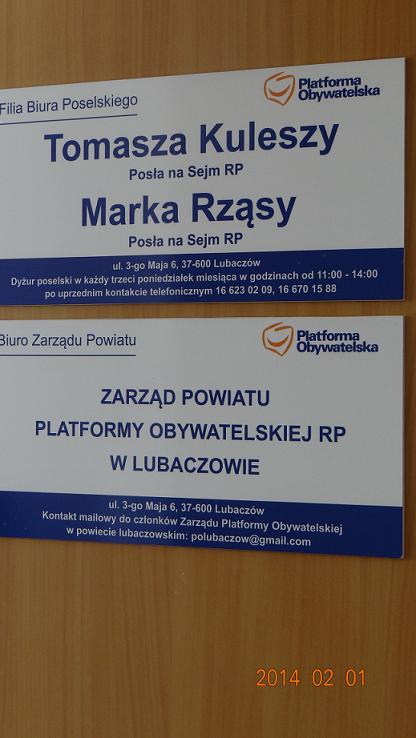 Filia Biura Poselskiego
Platforma
Obywatelska
Tomasza Kuleszy
Posła na Sejm RP
Marka Rząsy
Posła na Sejm RP
ul. 3-go Maja 6, 37-600 Lubaczów
Dyżur poselski w każdy trzeci poniedziałek miesiąca w godzinach od 11:00 - 14:00
po uprzednim kontakcie telefonicznym 16 623 02 09, 16 670 15 88
Biuro Zarządu Powiatu
Platforma
Obywatelska
ZARZĄD POWIATU
PLATFORMY OBYWATELSKIEJ RP
W LUBACZOWIE
ul. 3-go Maja 6, 37-600 Lubaczów
Kontakt mailowy do członków Zarządu Platformy Obywatelskiej
w powiecie lubaczowskim: polubaczow@gmail.com
2014 02 01